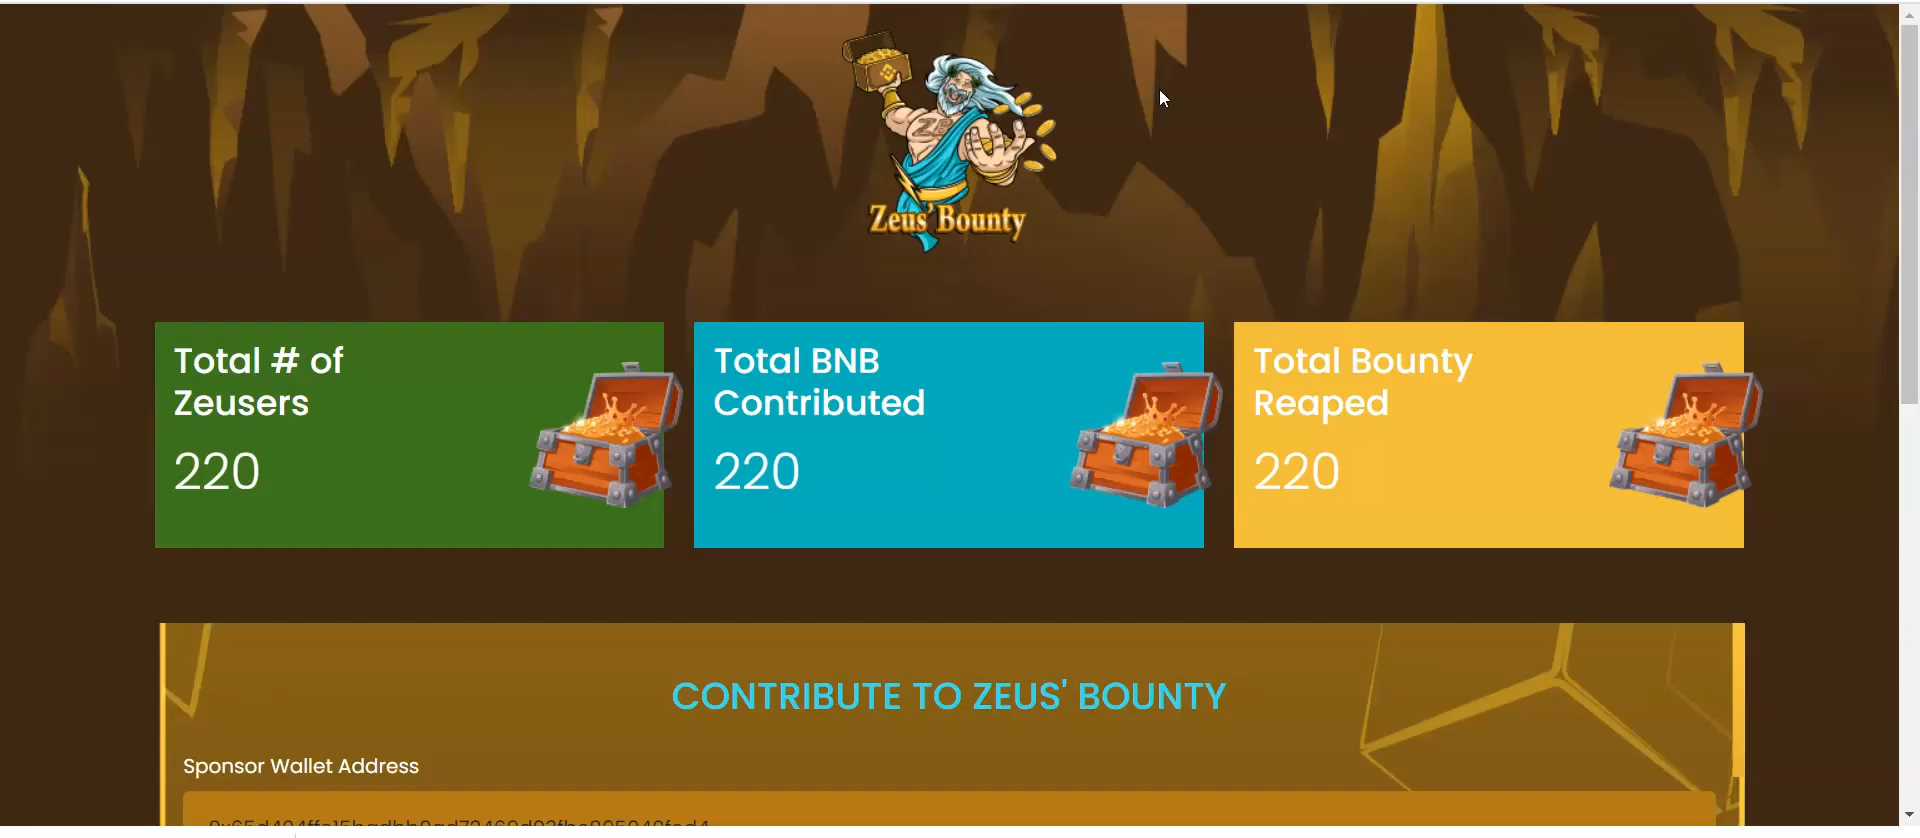 ZB
Zeus' Bounty
Total # of
Zeusers
220
Total BNB
Contributed
220
Total Bounty
Reaped
220
CONTRIBUTE TO ZEUS' BOUNTY
Sponsor Wallet Address